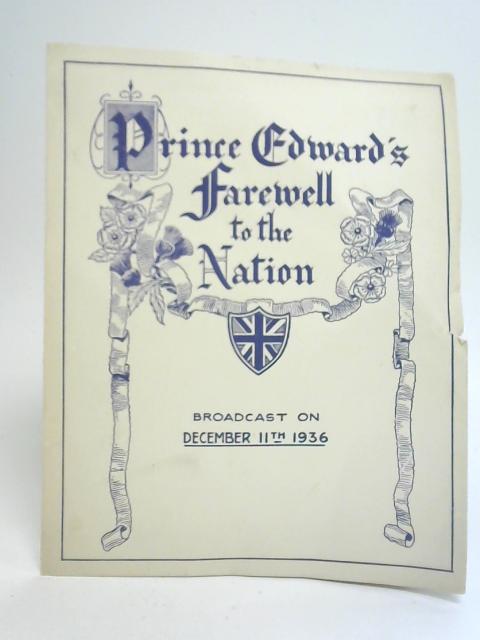 Prince Edward's
Farewell
to the
Nation
BROADCAST ON
DECEMBER 11TH 1936